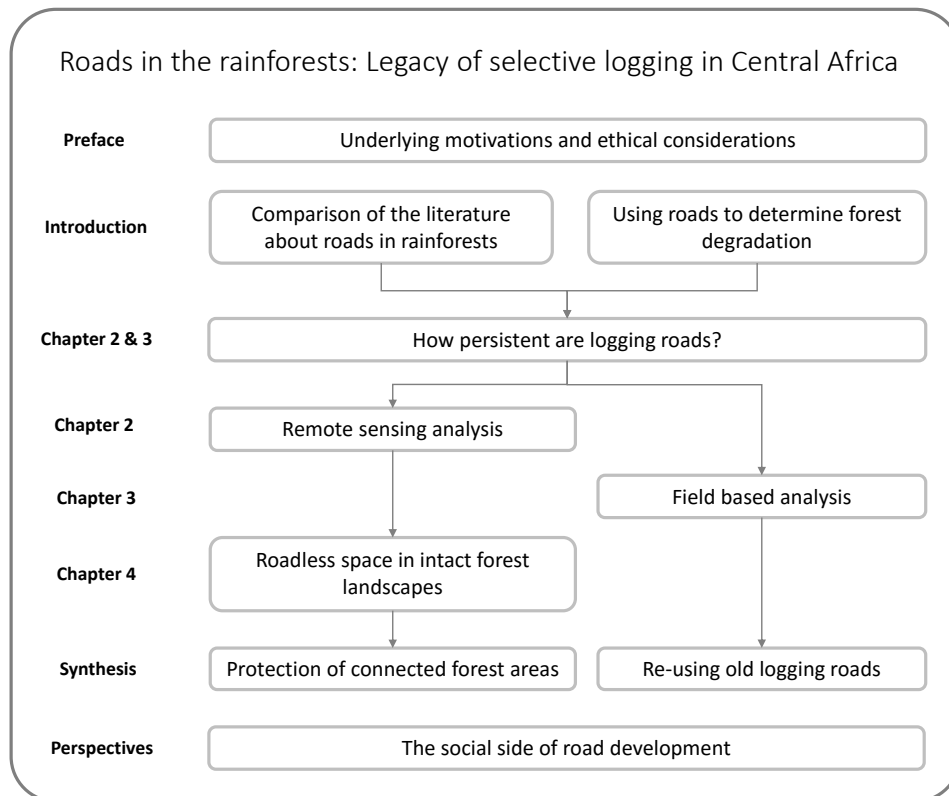 Roads in the rainforests: Legacy of selective logging in Central Africa
Preface
Underlying motivations and ethical considerations
Introduction
Comparison of the literature
about roads in rainforests
Using roads to determine forest
degradation
Chapter 2 & 3
How persistent are logging roads?
Chapter 2
Remote sensing analysis
Chapter 3
Field based analysis
Chapter 4
Roadless space in intact forest
landscapes
Synthesis
Protection of connected forest areas
Re-using old logging roads
Perspectives
The social side of road development